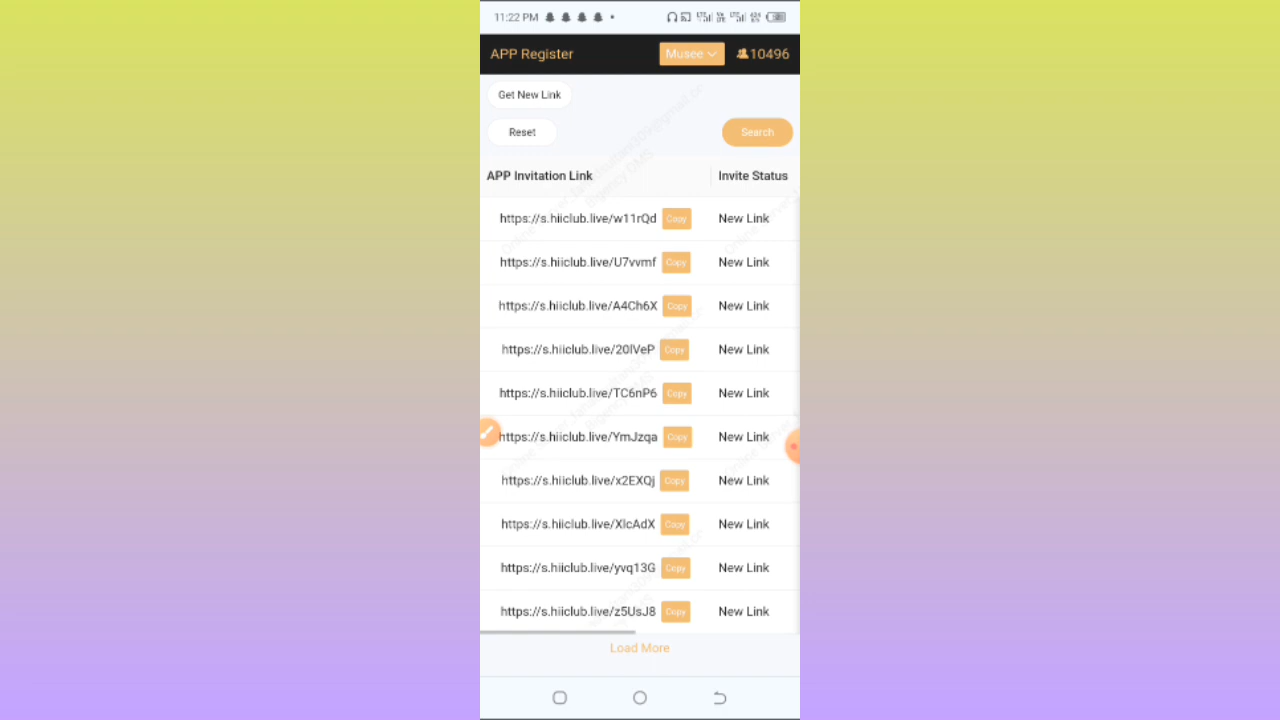 11:22 PM
APP Register
Musee
10496
Get New Link
Reset
Search
APP Invitation Link
Invite Status
https://s.hiiclub.live/w11rQd Copy New Link
https://s.hiiclub.live/U7vvmf Copy New Link
https://s.hiiclub.live/A4Ch6X Copy New Link
https://s.hiiclub.live/20lVeP Copy New Link
https://s.hiiclub.live/TC6nP6 Copy New Link
https://s.hiiclub.live/YmJzqa Copy New Link
https://s.hiiclub.live/x2EXQj Copy New Link
https://s.hiiclub.live/XlcAdX Copy New Link
https://s.hiiclub.live/yvq13G Copy New Link
https://s.hiiclub.live/z5UsJ8 Copy New Link
Load More